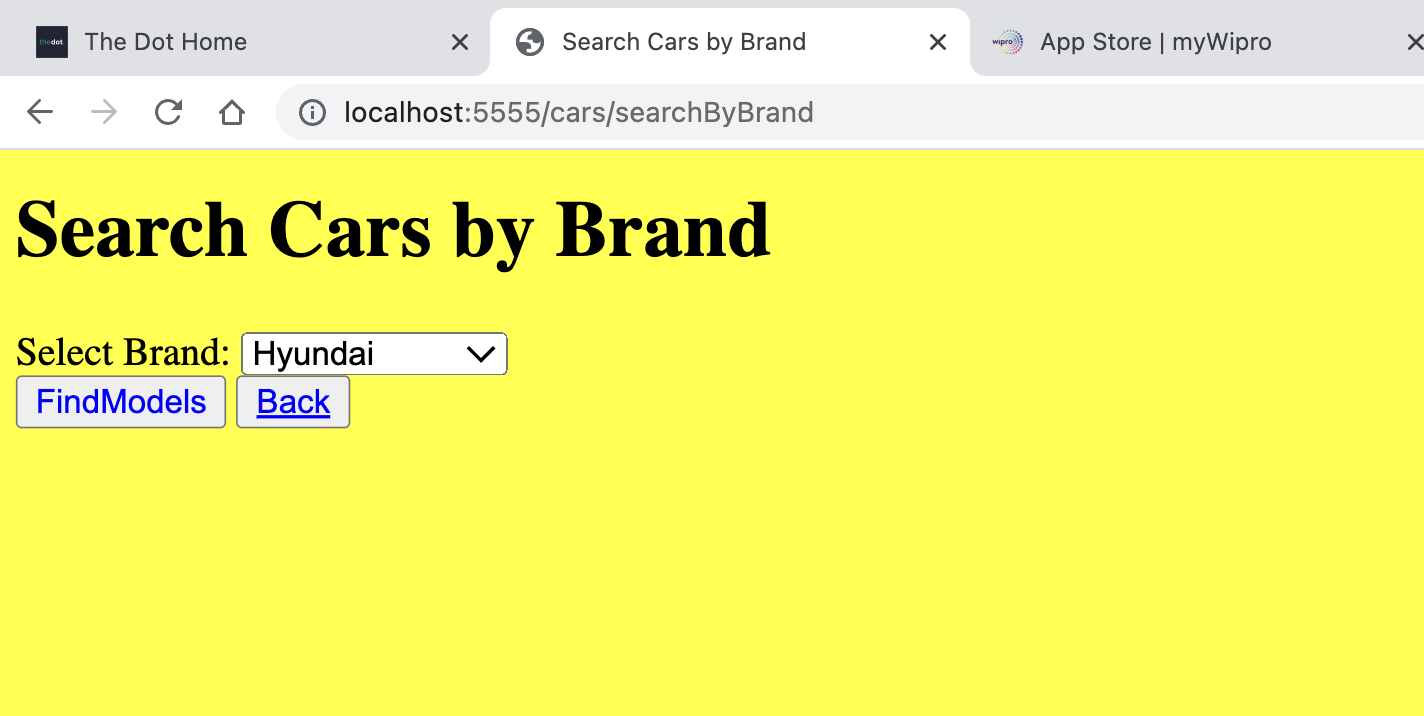 thedot The Dot Home Search Cars by Brand wipro App Store | myWipro
localhost:5555/cars/searchByBrand
Search Cars by Brand
Select Brand: Hyundai
FindModels Back